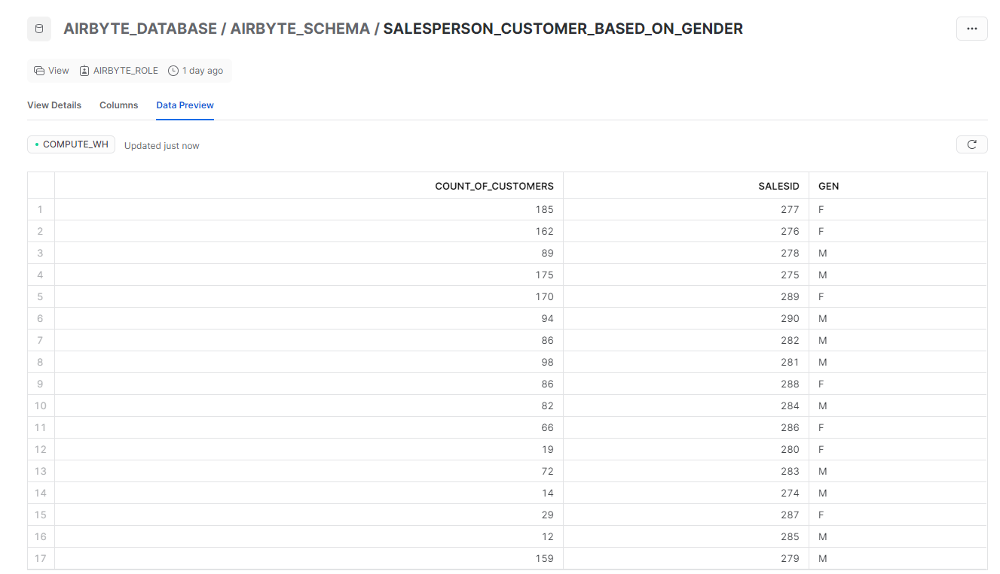 AIRBYTE_DATABASE / AIRBYTE_SCHEMA / SALESPERSON_CUSTOMER_BASED_ON_GENDER
View AIRBYTE_ROLE 1 day ago
View Details Columns Data Preview
COMPUTE_WH Updated just now
COUNT_OF_CUSTOMERS SALESID GEN
1 185 277 F
2 162 276 F
3 89 278 M
4 175 275 M
5 170 289 F
6 94 290 M
7 86 282 M
8 98 281 M
9 86 288 F
10 82 284 M
11 66 286 F
12 19 280 F
13 72 283 M
14 14 274 M
15 29 287 F
16 12 285 M
17 159 279 M